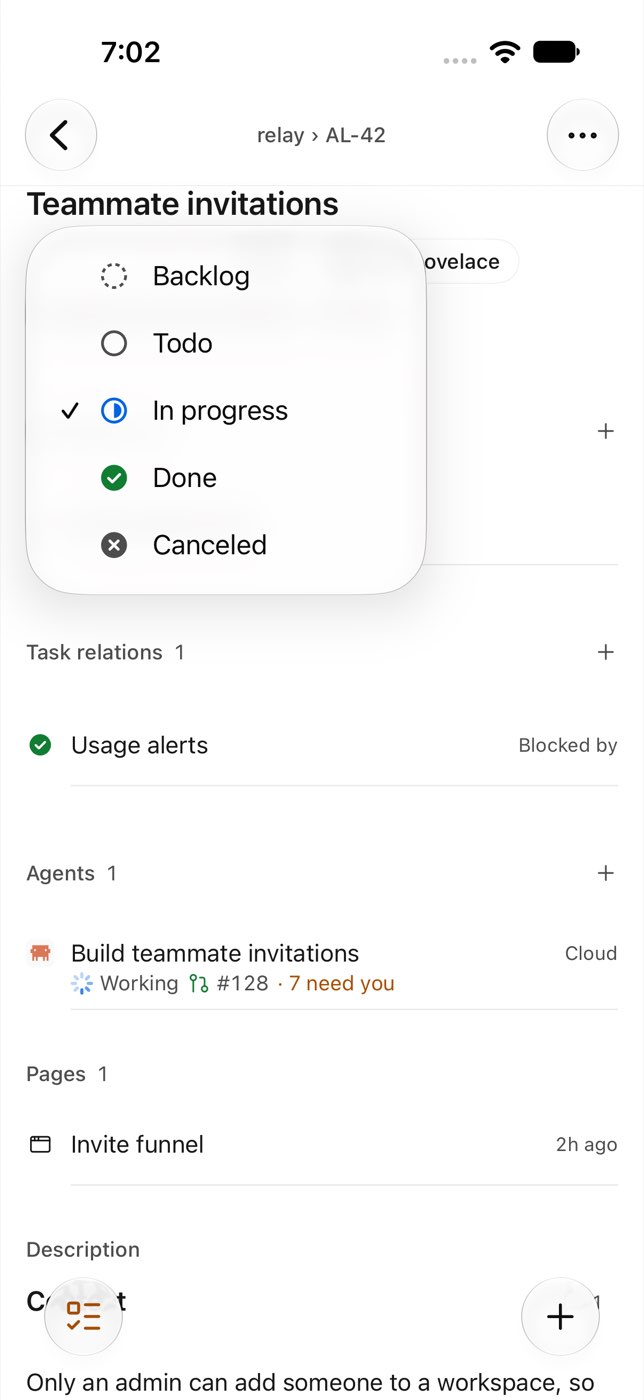 7:02
relay › AL-42
Teammate invitations
ovelace
Backlog
Todo
In progress
Done
Canceled
Task relations 1
Usage alerts
Blocked by
Agents 1
Build teammate invitations
Cloud
Working #128 · 7 need you
Pages 1
Invite funnel
2h ago
Description
Only an admin can add someone to a workspace, so